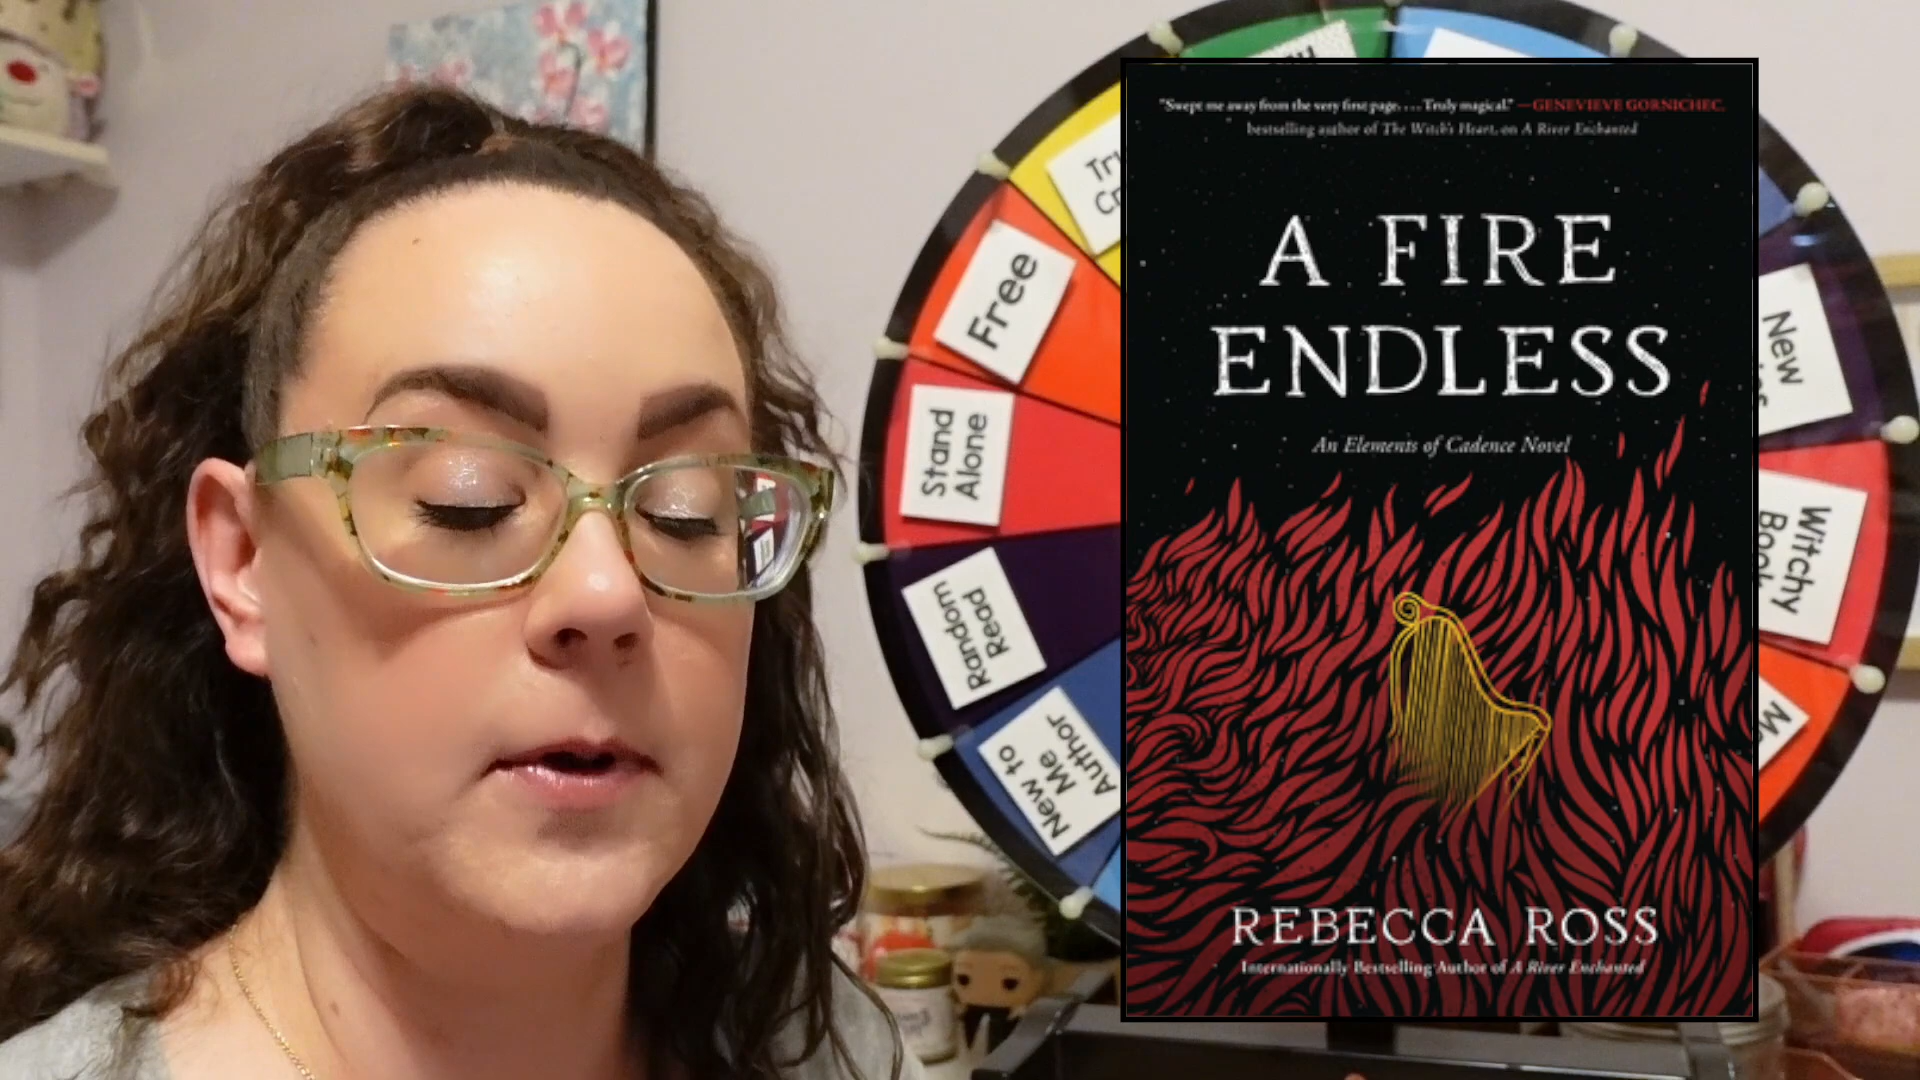 "Swept me away from the very first page. . . . Truly magical." —GENEVIEVE GORNICHEC,
bestselling author of The Witch's Heart, on A River Enchanted
A FIRE
ENDLESS
An Elements of Cadence Novel
REBECCA ROSS
Internationally Bestselling Author of A River Enchanted
Free
Stand
Alone
Random
Read
New to
Me
Author
New
Witchy
Book